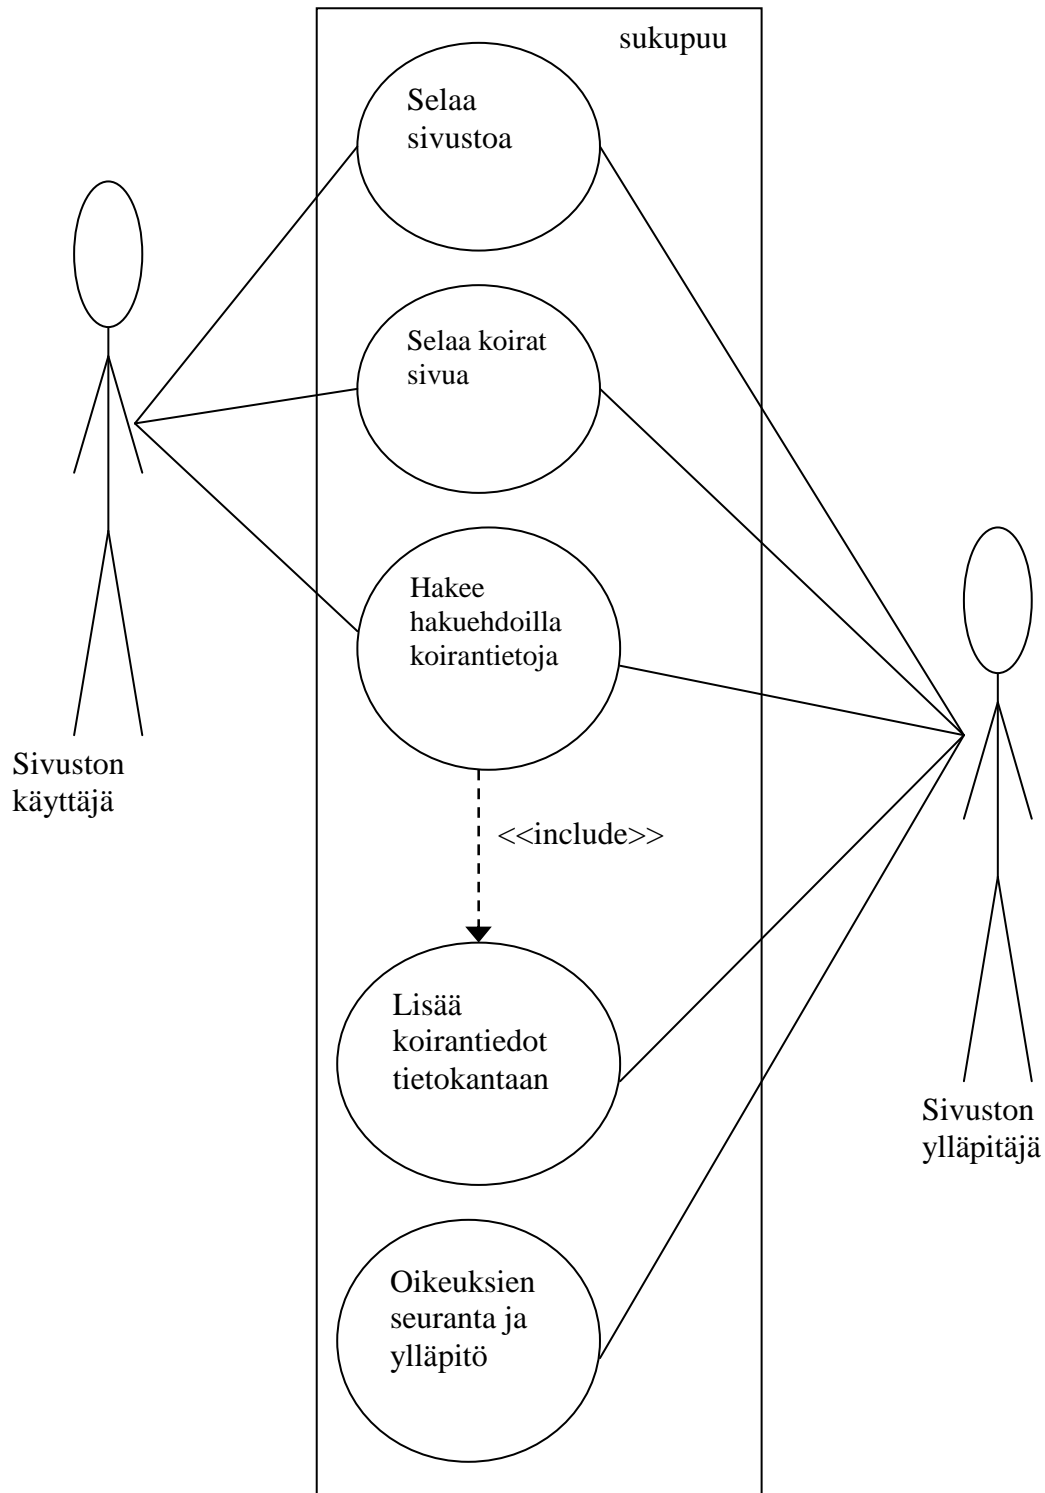 sukupuu
Selaa
sivustoa
Selaa koirat
sivua
Hakee
hakuehdoilla
koirantietoja
Sivuston
käyttäjä
<<include>>
Lisää
koirantiedot
tietokantaan
Sivuston
ylläpitäjä
Oikeuksien
seuranta ja
ylläpitö